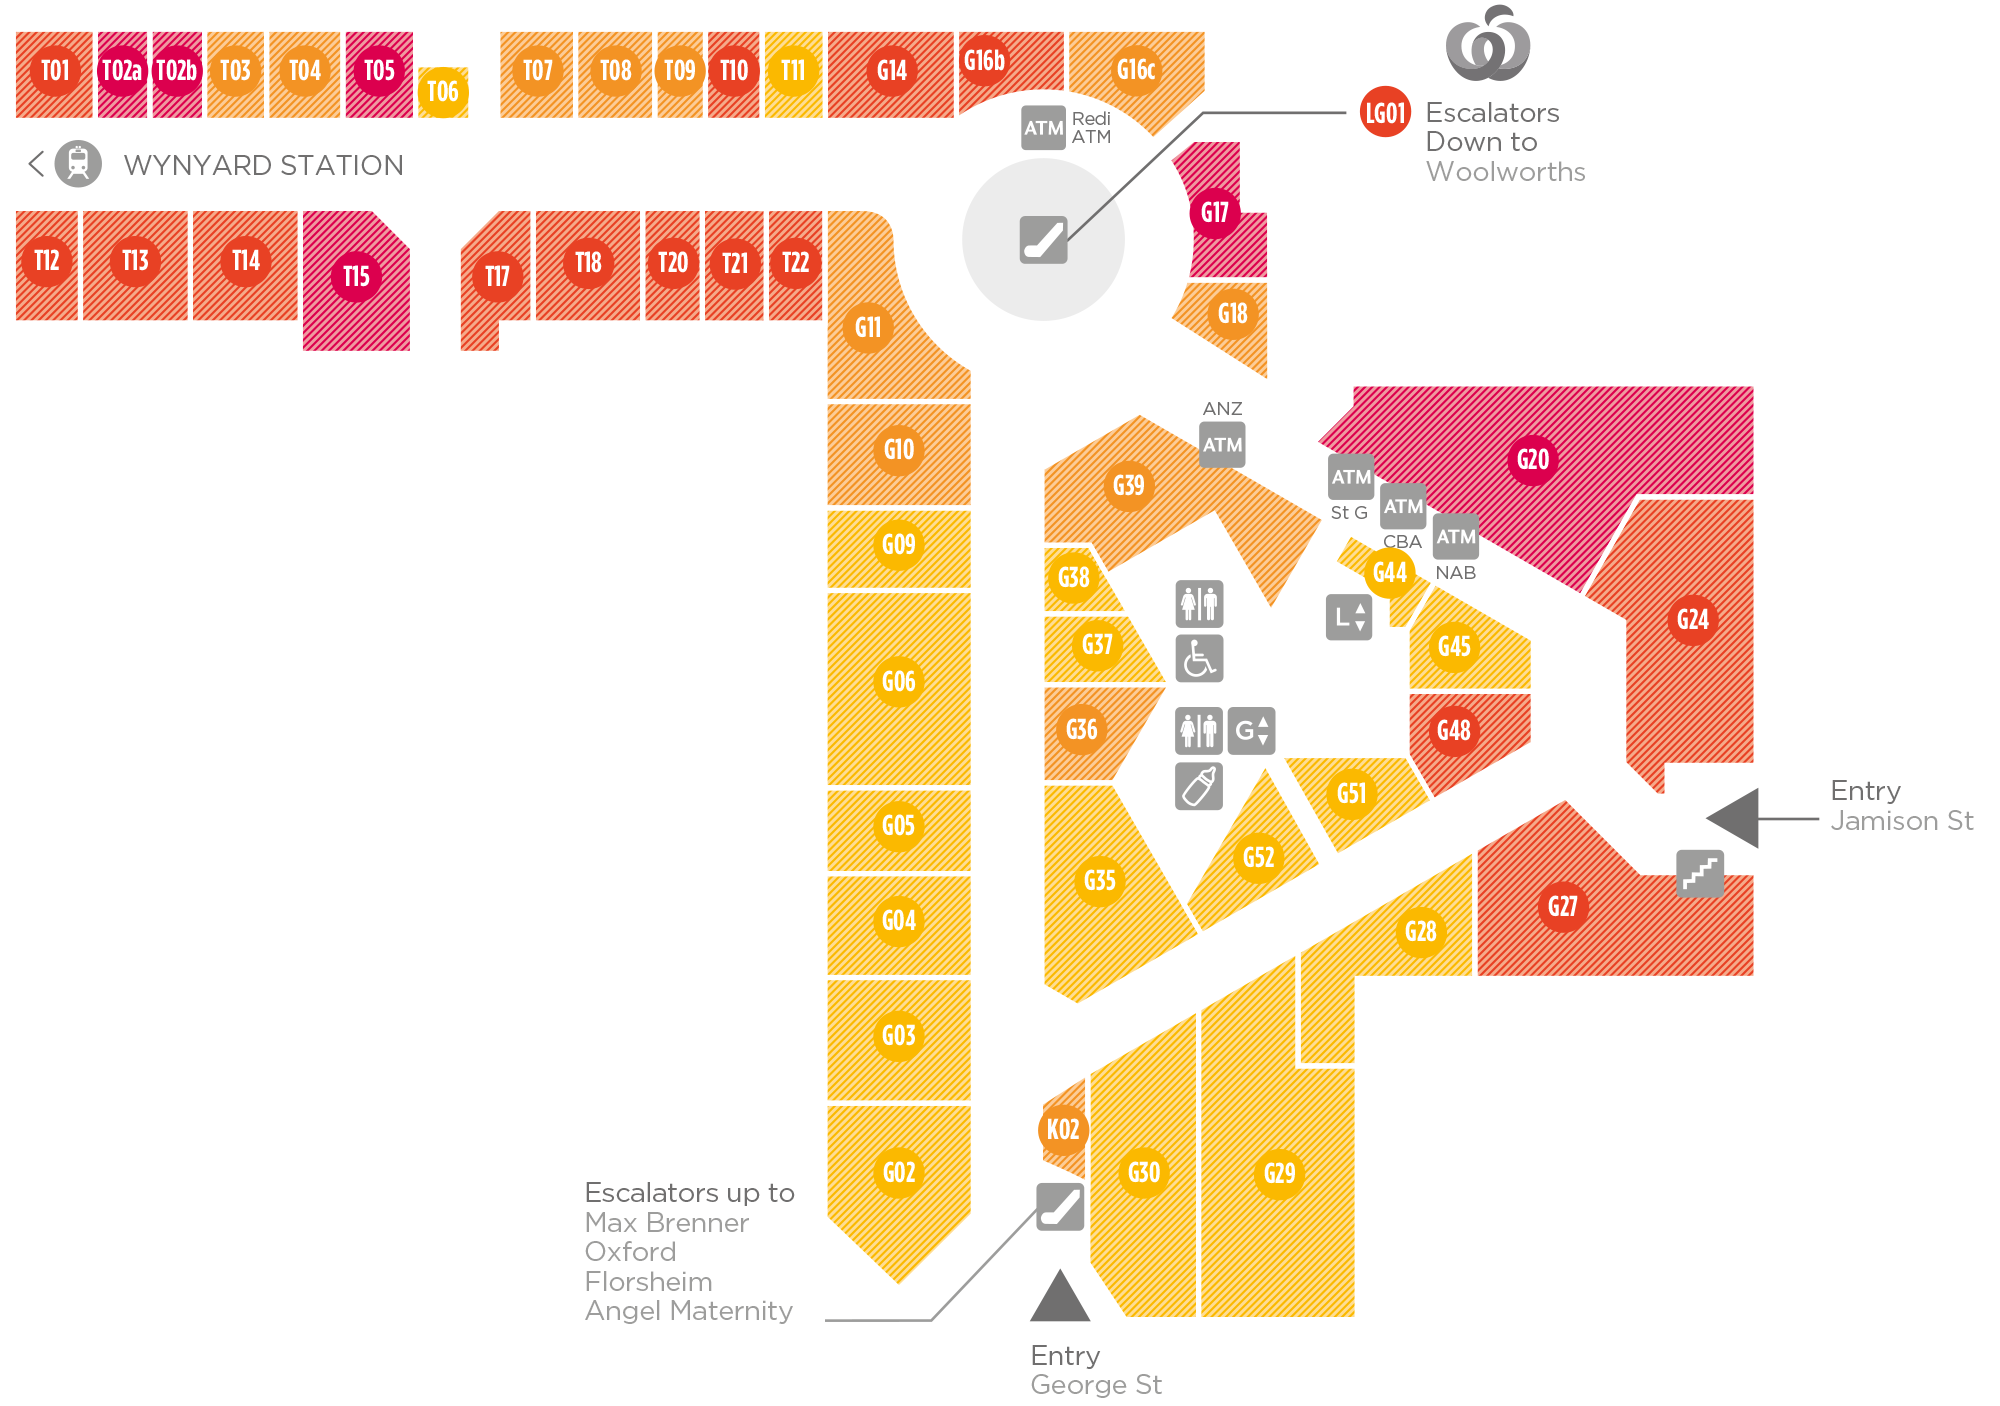 T01
T02a
T02b
T03
T04
T05
T06
T07
T08
T09
T10
T11
G14
G16b
G16c
ATM
Redi
ATM
LG01
Escalators
Down to
Woolworths
WYNYARD STATION
T12
T13
T14
T15
T17
T18
T20
T21
T22
G11
G17
G18
G10
G09
G06
G05
G04
G03
G02
ANZ
ATM
G39
G20
ATM
St G
ATM
CBA
ATM
NAB
G38
G37
G36
G35
G44
L
G45
G48
G
G51
G52
G24
Entry
Jamison St
G27
G28
G29
G30
K02
Escalators up to
Max Brenner
Oxford
Florsheim
Angel Maternity
Entry
George St